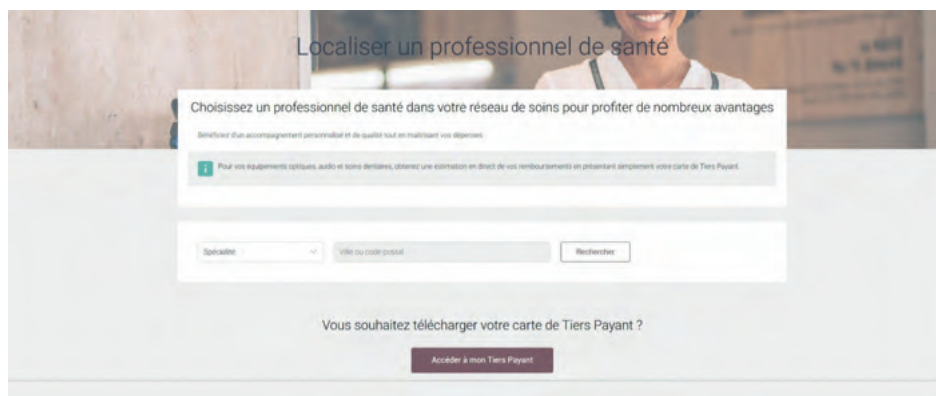 Localiser un professionnel de santé
Choisissez un professionnel de santé dans votre réseau de soins pour profiter de nombreux avantages
Bénéficiez d'un accompagnement personnalisé et de qualité tout en maîtrisant vos dépenses
Pour vos équipements optiques, audio et soins dentaires, obtenez une estimation en direct de vos remboursements en présentant simplement votre carte de Tiers Payant.
Spécialité
Ville ou code postal
Rechercher
Vous souhaitez télécharger votre carte de Tiers Payant ?
Accéder à mon Tiers Payant